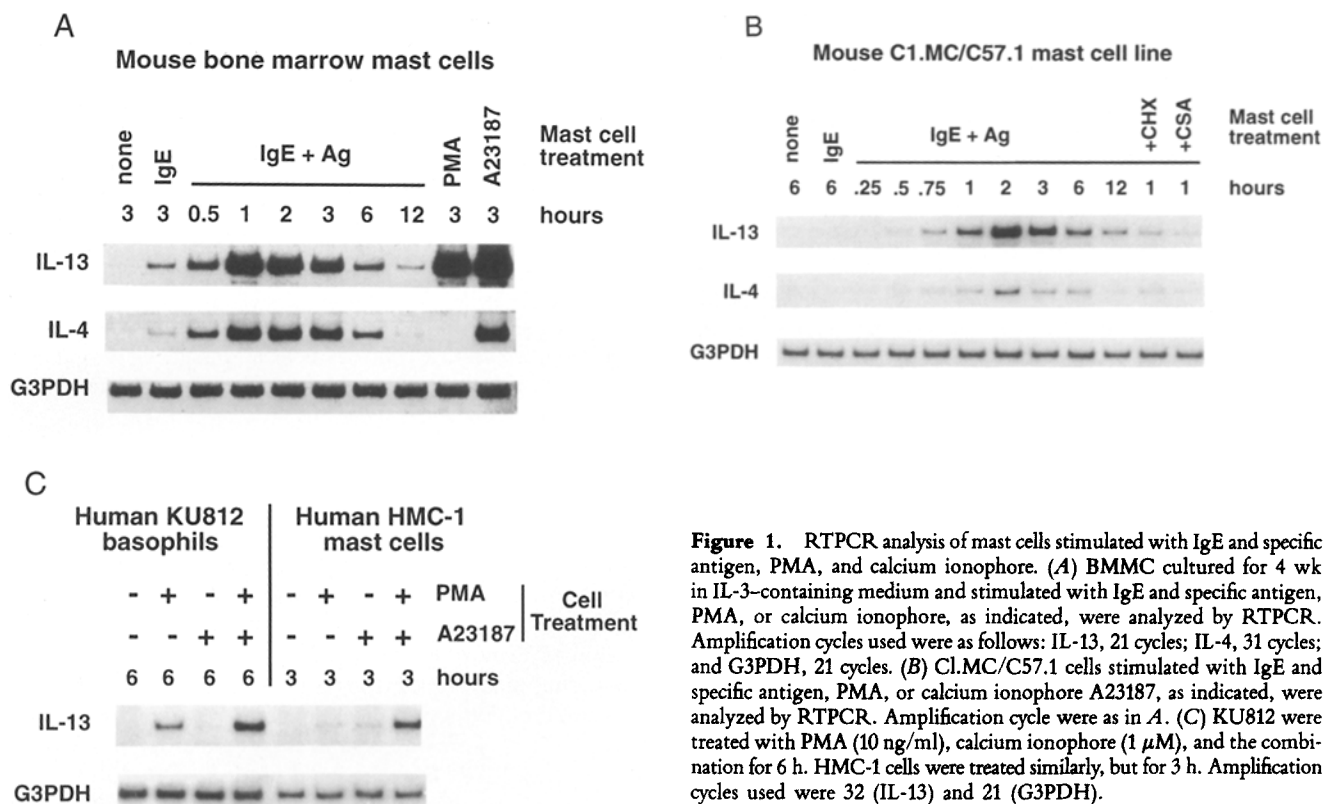 A
Mouse bone marrow mast cells
none IgE IgE + Ag PMA A23187 Mast cell treatment
3 3 0.5 1 2 3 6 12 3 3 hours
IL-13
IL-4
G3PDH
B
Mouse C1.MC/C57.1 mast cell line
none IgE IgE + Ag +CHX +CSA Mast cell treatment
6 6 .25 .5 .75 1 2 3 6 12 1 1 hours
IL-13
IL-4
G3PDH
C
Human KU812 basophils
Human HMC-1 mast cells
- + - + - + - + PMA
- - + + - - + + A23187
Cell Treatment
6 6 6 6 3 3 3 3 hours
IL-13
G3PDH
Figure 1. RTPCR analysis of mast cells stimulated with IgE and specific
antigen, PMA, and calcium ionophore. (A) BMMC cultured for 4 wk
in IL-3–containing medium and stimulated with IgE and specific antigen,
PMA, or calcium ionophore, as indicated, were analyzed by RTPCR.
Amplification cycles used were as follows: IL-13, 21 cycles; IL-4, 31 cycles;
and G3PDH, 21 cycles. (B) Cl.MC/C57.1 cells stimulated with IgE and
specific antigen, PMA, or calcium ionophore A23187, as indicated, were
analyzed by RTPCR. Amplification cycle were as in A. (C) KU812 were
treated with PMA (10 ng/ml), calcium ionophore (1 μM), and the combi-
nation for 6 h. HMC-1 cells were treated similarly, but for 3 h. Amplification
cycles used were 32 (IL-13) and 21 (G3PDH).